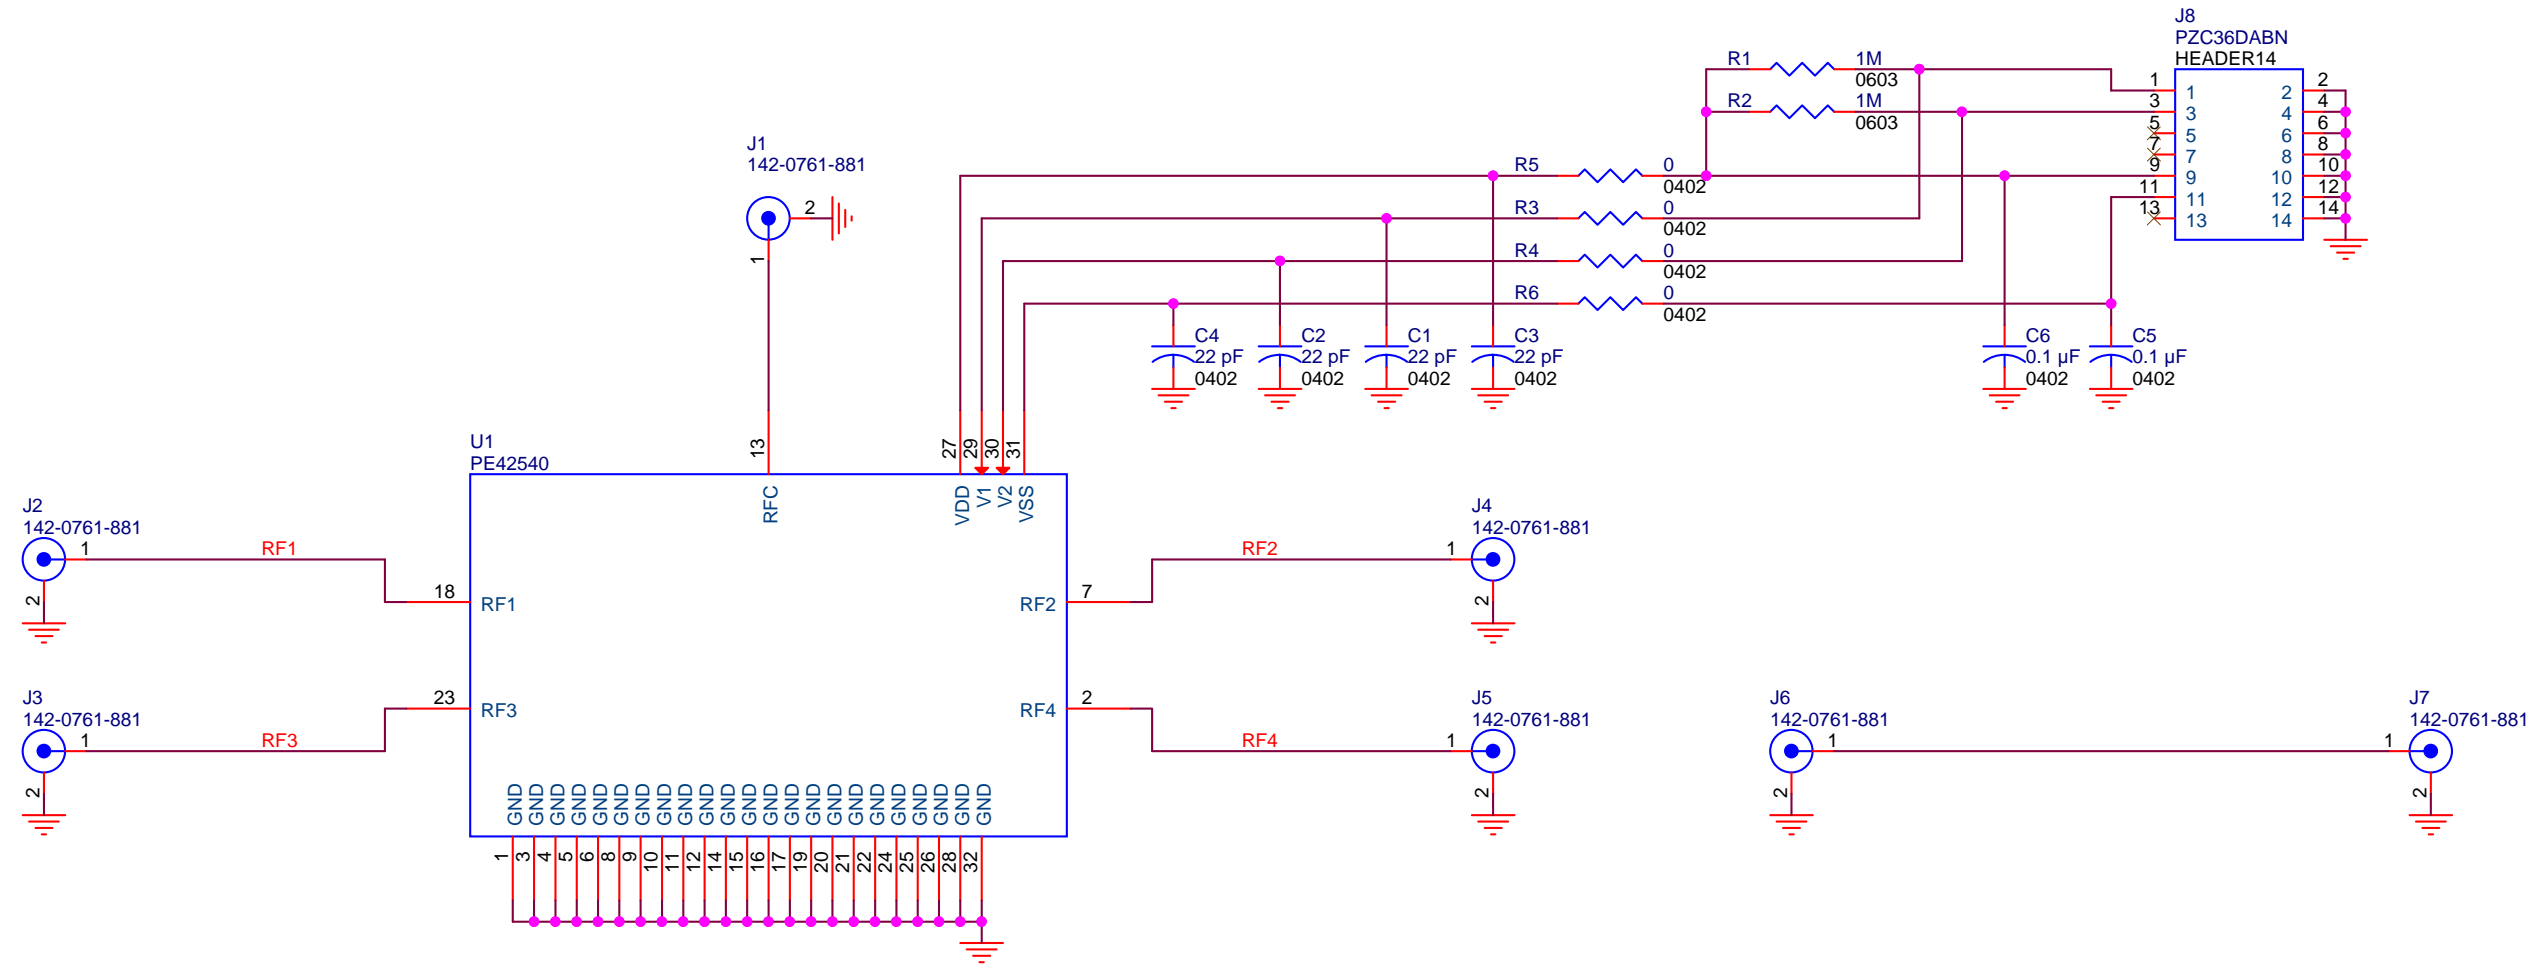 J8
PZC36DABN
HEADER14
R1 1M
0603
R2 1M
0603
1 1 2 2
3 3 4 4
5 5 6 6
7 7 8 8
9 9 10 10
11 11 12 12
13 13 14 14
J1
142-0761-881
2
1
R5 0
0402
R3 0
0402
R4 0
0402
R6 0
0402
C4
22 pF
0402
C2
22 pF
0402
C1
22 pF
0402
C3
22 pF
0402
C6
0.1 µF
0402
C5
0.1 µF
0402
U1
PE42540
13 27 29 30 31
RFC VDD V1 V2 VSS
J2
142-0761-881
1 RF1
2
18 RF1
J4
142-0761-881
RF2 1
2
RF2 7
J3
142-0761-881
1 RF3
2
23 RF3
J5
142-0761-881
RF4 1
2
RF4 2
J6
142-0761-881
1
2
J7
142-0761-881
1
2
GND GND GND GND GND GND GND GND GND GND GND GND GND GND GND GND GND GND GND GND GND GND GND
1 3 4 5 6 8 9 10 11 12 14 15 16 17 19 20 21 22 24 25 26 28 32